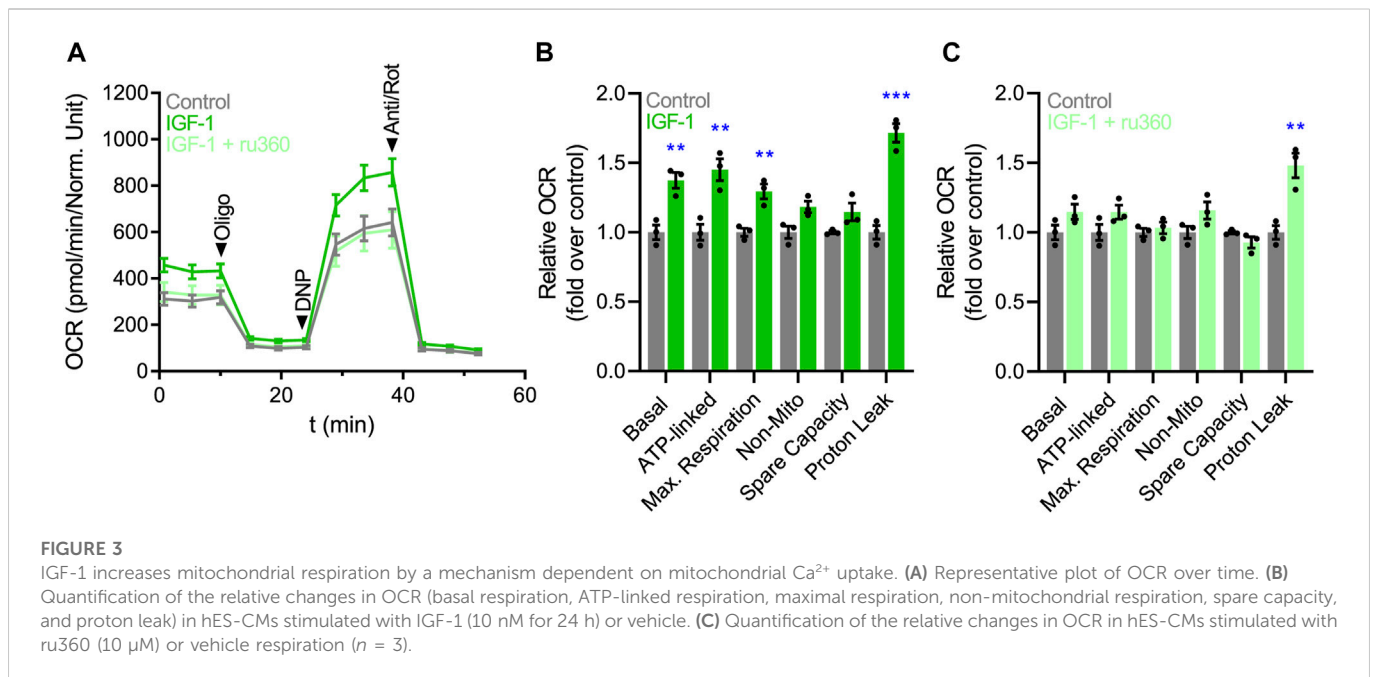 A
OCR (pmol/min/Norm. Unit)
1200
1000
800
600
400
200
0
Control
IGF-1
IGF-1 + ru360
Oligo
DNP
Anti/Rot
0
20
40
60
t (min)
B
Relative OCR
(fold over control)
2.0
1.5
1.0
0.5
0.0
Control
IGF-1
**
**
**
***
Basal
ATP-linked
Max. Respiration
Non-Mito
Spare Capacity
Proton Leak
C
Relative OCR
(fold over control)
2.0
1.5
1.0
0.5
0.0
Control
IGF-1 + ru360
**
Basal
ATP-linked
Max. Respiration
Non-Mito
Spare Capacity
Proton Leak
FIGURE 3
IGF-1 increases mitochondrial respiration by a mechanism dependent on mitochondrial Ca²⁺ uptake. (A) Representative plot of OCR over time. (B)
Quantification of the relative changes in OCR (basal respiration, ATP-linked respiration, maximal respiration, non-mitochondrial respiration, spare capacity,
and proton leak) in hES-CMs stimulated with IGF-1 (10 nM for 24 h) or vehicle. (C) Quantification of the relative changes in OCR in hES-CMs stimulated with
ru360 (10 μM) or vehicle respiration (n = 3).